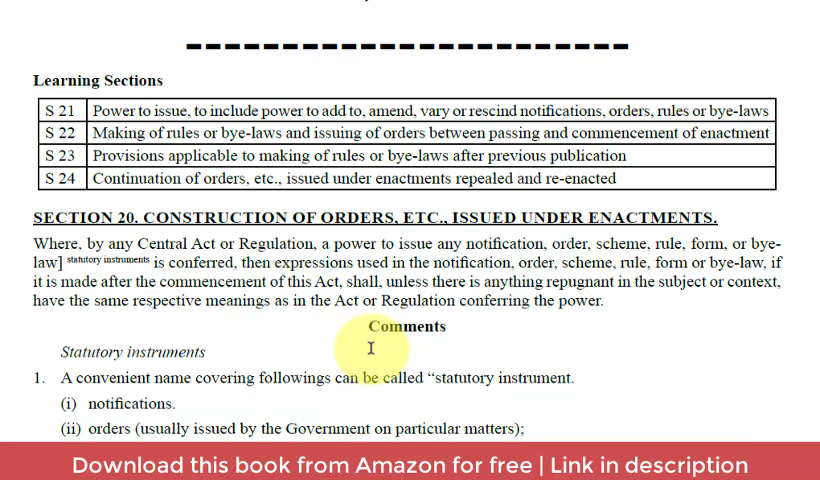 Learning Sections
S 21 Power to issue, to include power to add to, amend, vary or rescind notifications, orders, rules or bye-laws
S 22 Making of rules or bye-laws and issuing of orders between passing and commencement of enactment
S 23 Provisions applicable to making of rules or bye-laws after previous publication
S 24 Continuation of orders, etc., issued under enactments repealed and re-enacted
SECTION 20. CONSTRUCTION OF ORDERS, ETC., ISSUED UNDER ENACTMENTS.
Where, by any Central Act or Regulation, a power to issue any notification, order, scheme, rule, form, or bye-
law] statutory instruments is conferred, then expressions used in the notification, order, scheme, rule, form or bye-law, if
it is made after the commencement of this Act, shall, unless there is anything repugnant in the subject or context,
have the same respective meanings as in the Act or Regulation conferring the power.
Comments
Statutory instruments
1. A convenient name covering followings can be called “statutory instrument.
(i) notifications.
(ii) orders (usually issued by the Government on particular matters);
Download this book from Amazon for free | Link in description